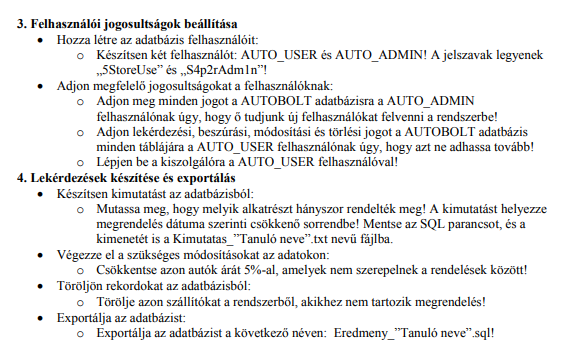 3. Felhasználói jogosultságok beállítása
• Hozza létre az adatbázis felhasználóit:
o Készítsen két felhasználót: AUTO_USER és AUTO_ADMIN! A jelszavak legyenek
„5StoreUse” és „S4p2rAdm1n”!
• Adjon megfelelő jogosultságokat a felhasználóknak:
o Adjon meg minden jogot a AUTOBOLT adatbázisra a AUTO_ADMIN
felhasználónak úgy, hogy ő tudjunk új felhasználókat felvenni a rendszerbe!
o Adjon lekérdezési, beszúrási, módosítási és törlési jogot a AUTOBOLT adatbázis
minden táblájára a AUTO_USER felhasználónak úgy, hogy azt ne adhassa tovább!
o Lépjen be a kiszolgálóra a AUTO_USER felhasználóval!
4. Lekérdezések készítése és exportálás
• Készítsen kimutatást az adatbázisból:
o Mutassa meg, hogy melyik alkatrészt hányszor rendelték meg! A kimutatást helyezze
megrendelés dátuma szerinti csökkenő sorrendbe! Mentse az SQL parancsot, és a
kimenetét is a Kimutatas_”Tanuló neve”.txt nevű fájlba.
• Végezze el a szükséges módosításokat az adatokon:
o Csökkentse azon autók árát 5%-al, amelyek nem szerepelnek a rendelések között!
• Töröljön rekordokat az adatbázisból:
o Törölje azon szállítókat a rendszerből, akikhez nem tartozik megrendelés!
• Exportálja az adatbázist:
o Exportálja az adatbázist a következő néven: Eredmeny_”Tanuló neve”.sql!